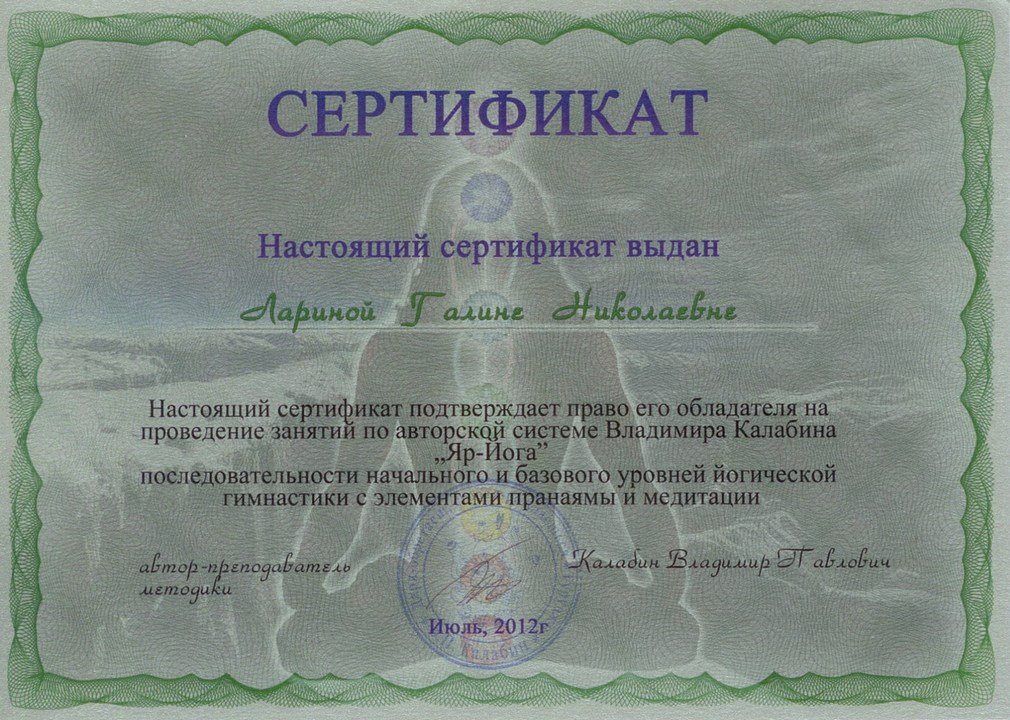 СЕРТИФИКАТ
Настоящий сертификат выдан
Лариной Галине Николаевне
Настоящий сертификат подтверждает право его обладателя на
проведение занятий по авторской системе Владимира Калабина
„Яр-Йога”
последовательности начального и базового уровней йогической
гимнастики с элементами пранаямы и медитации
автор-преподаватель
методики
Калабин Владимир Павлович
Июль, 2012г
Калабин